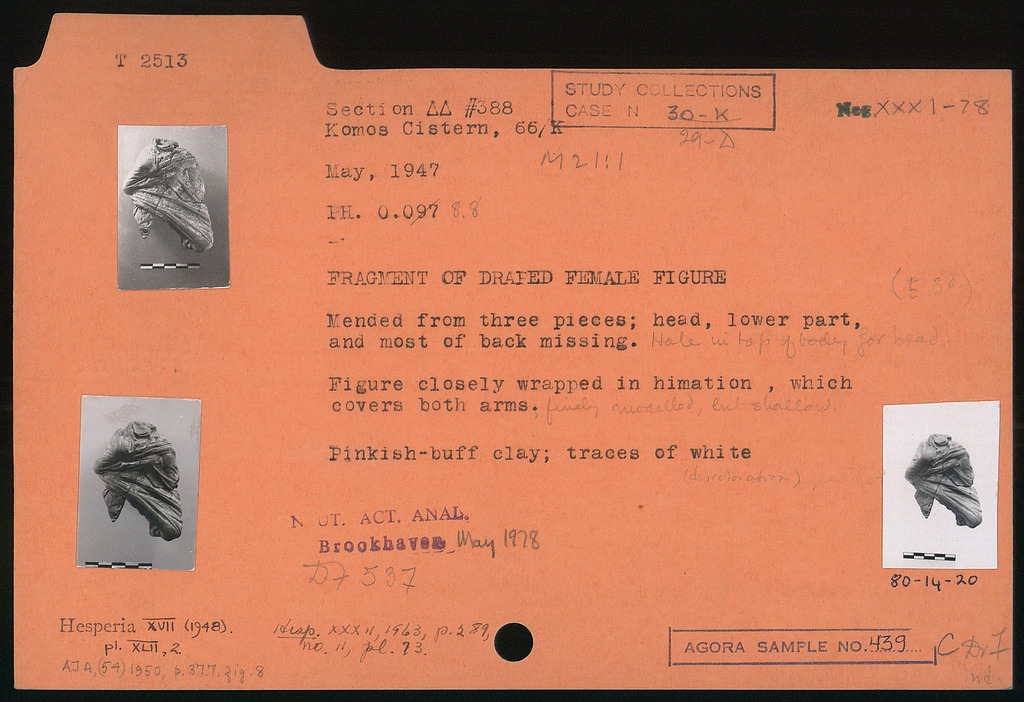 T 2513
Section ΔΔ #388
Komos Cistern, 66/K
STUDY COLLECTIONS
CASE N 30-K
29-Δ
Neg XXXI-78
M 21:1
May, 1947
PH. 0.097 8.8
FRAGMENT OF DRAPED FEMALE FIGURE
(E 30)
Mended from three pieces; head, lower part,
and most of back missing. Hole in top of body for head
Figure closely wrapped in himation , which
covers both arms, finely modelled, but shallow.
Pinkish-buff clay; traces of white
(discoloration)
N UT. ACT. ANAL.
Brookhaven May 1978
DF 537
80-14-20
Hesperia XVII (1948).
pl. XLII, 2.
AJA, (54) 1950, p. 377, fig. 8
Hesp. XXXII, 1963, p. 289,
no. 11, pl. 73.
AGORA SAMPLE NO. 439